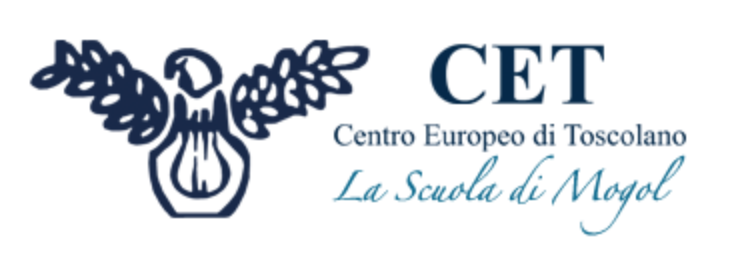 CET
Centro Europeo di Toscolano
La Scuola di Mogol